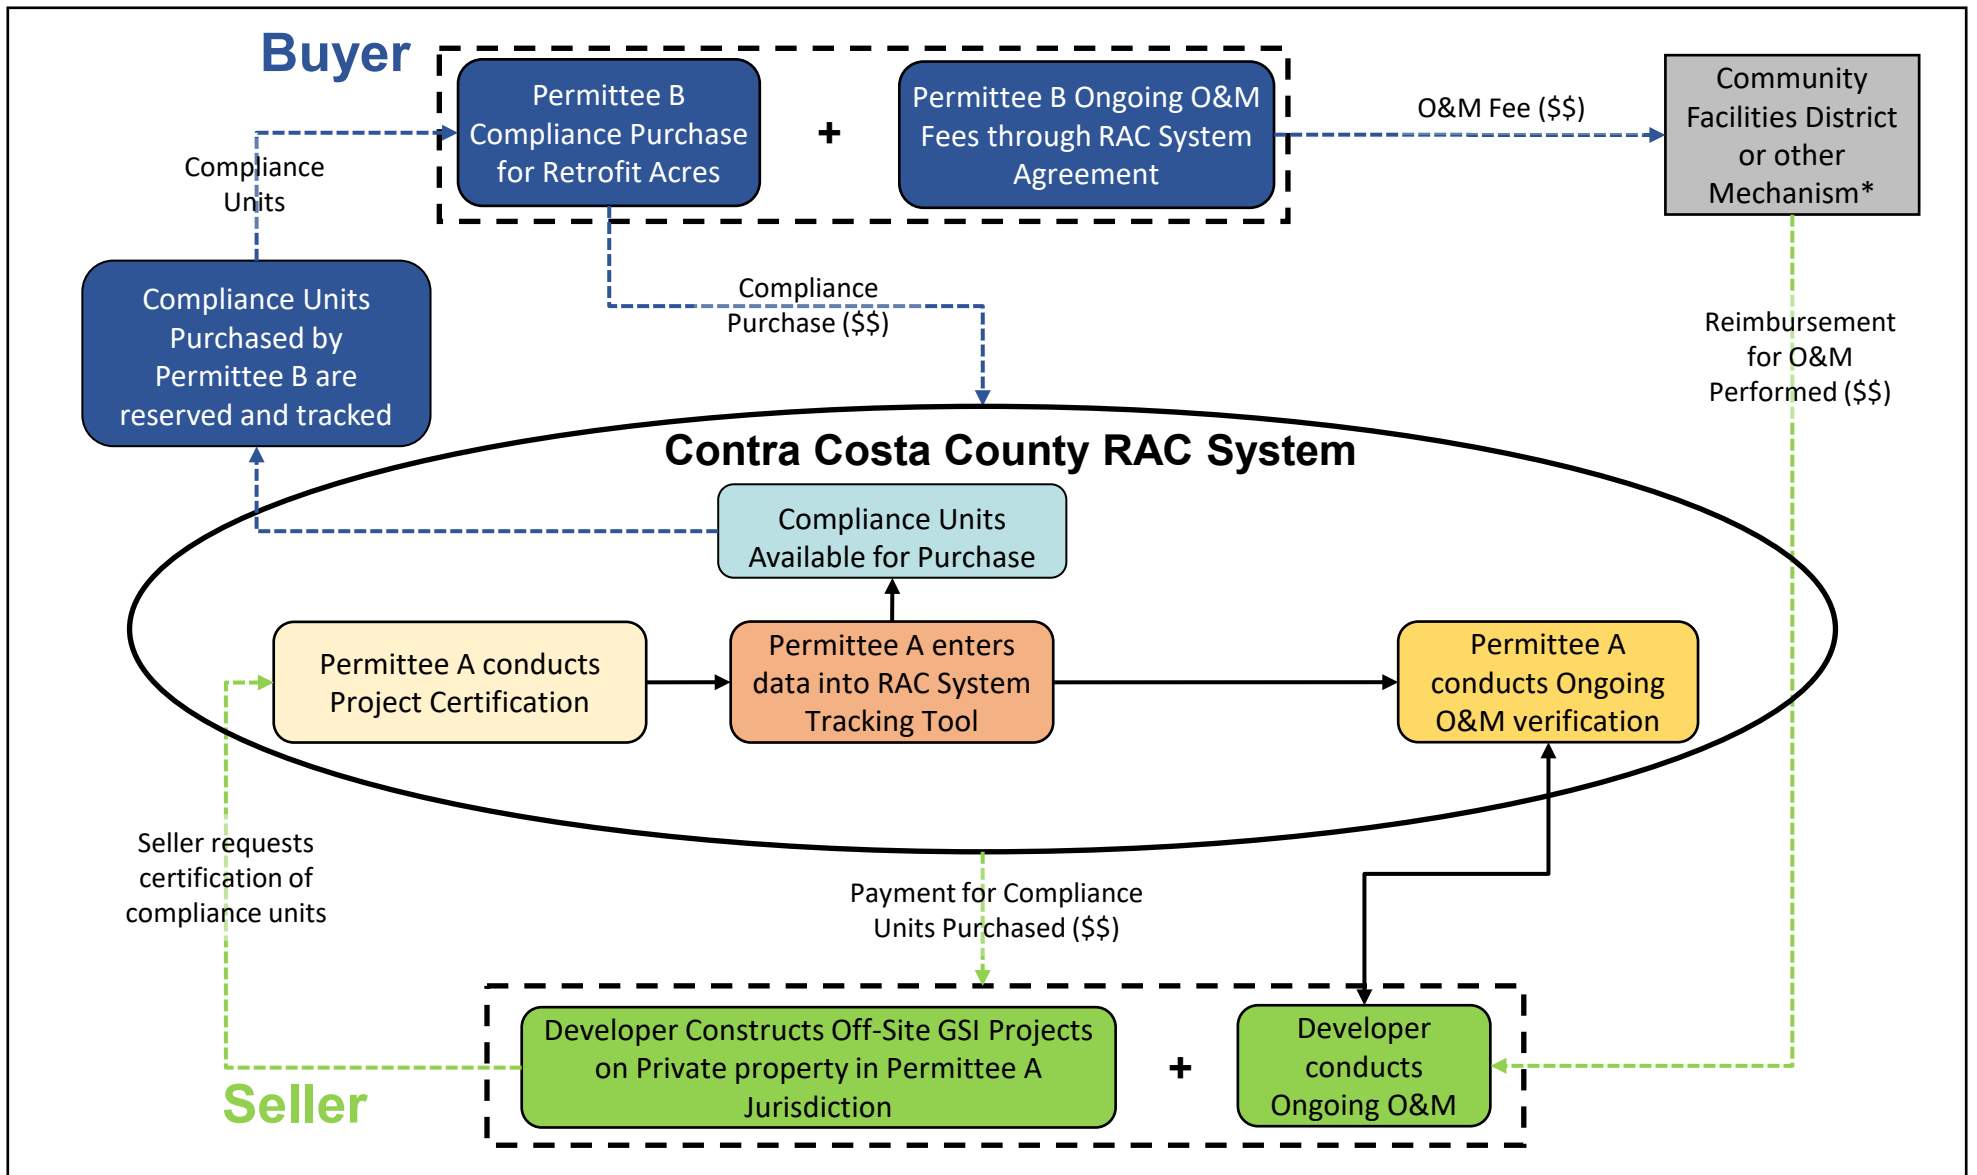 Buyer
Permittee B
Compliance Purchase
for Retrofit Acres
+
Permittee B Ongoing O&M
Fees through RAC System
Agreement
O&M Fee ($$)
Community
Facilities District
or other
Mechanism*
Compliance
Units
Compliance Units
Purchased by
Permittee B are
reserved and tracked
Compliance
Purchase ($$)
Reimbursement
for O&M
Performed ($$)
Contra Costa County RAC System
Compliance Units
Available for Purchase
Permittee A conducts
Project Certification
Permittee A enters
data into RAC System
Tracking Tool
Permittee A
conducts Ongoing
O&M verification
Seller requests
certification of
compliance units
Payment for Compliance
Units Purchased ($$)
Seller
Developer Constructs Off-Site GSI Projects
on Private property in Permittee A
Jurisdiction
+
Developer
conducts
Ongoing O&M